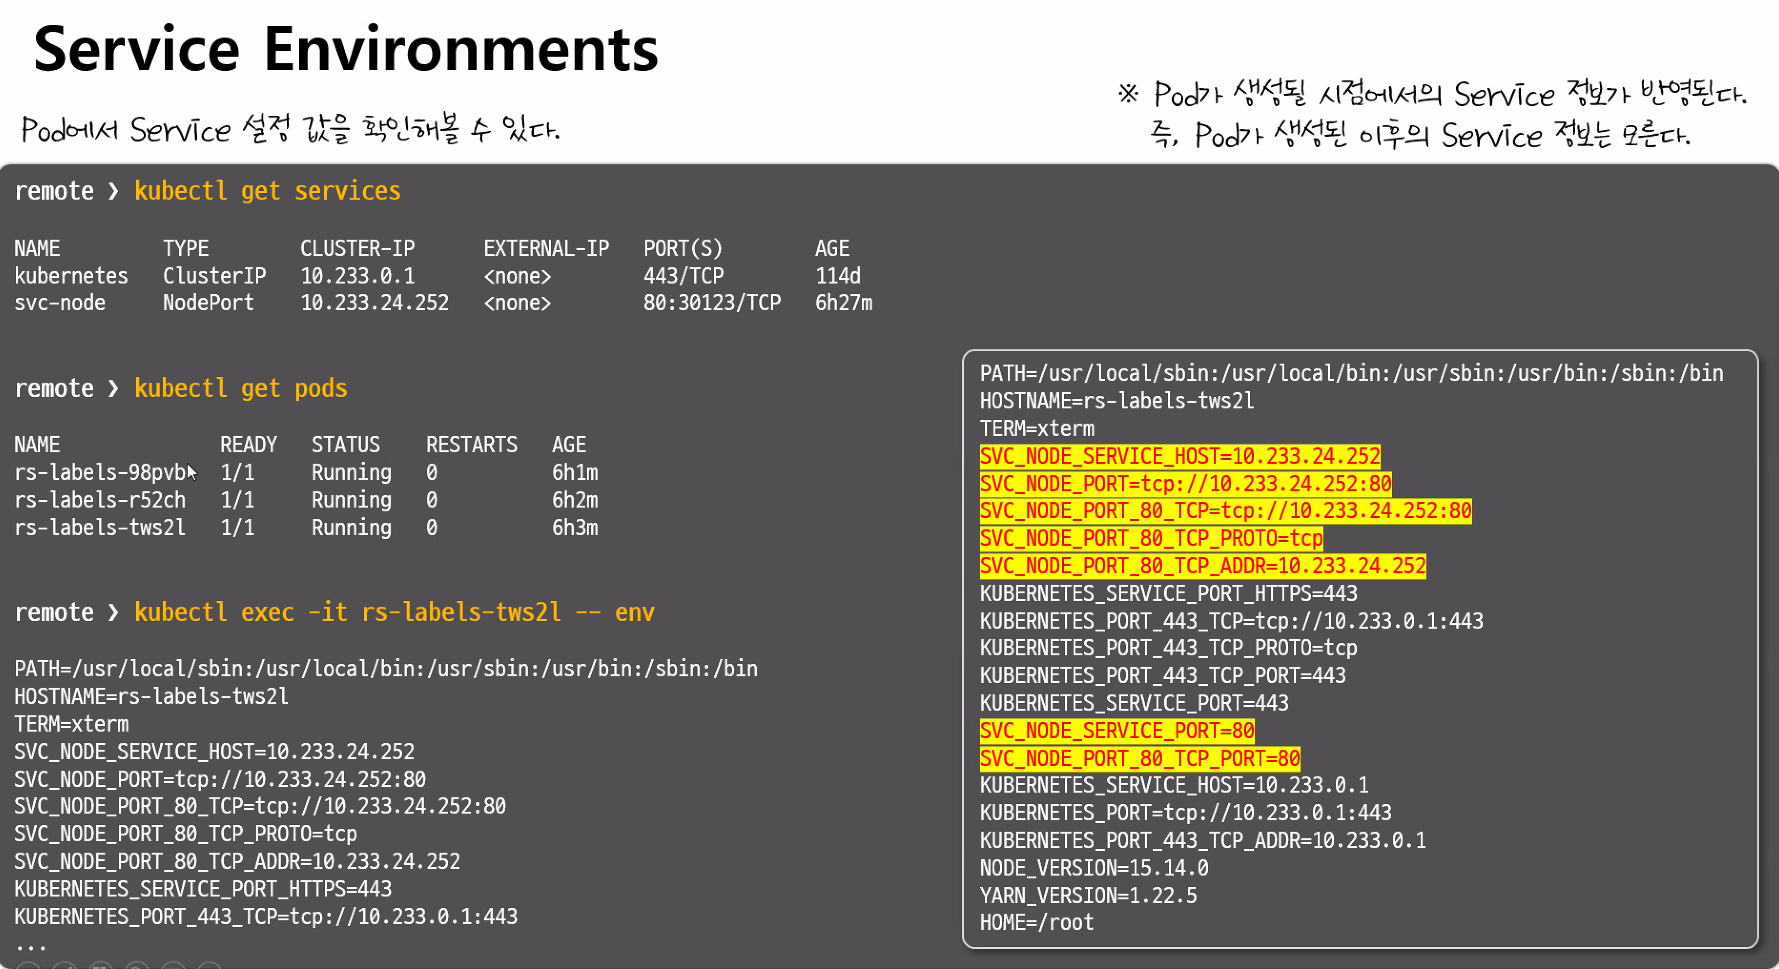 Service Environments
Pod에서 Service 설정 값을 확인해볼 수 있다.
※ Pod가 생성될 시점에서의 Service 정보가 반영된다.
즉, Pod가 생성된 이후의 Service 정보는 모른다.
remote ❯ kubectl get services
NAME TYPE CLUSTER-IP EXTERNAL-IP PORT(S) AGE
kubernetes ClusterIP 10.233.0.1 <none> 443/TCP 114d
svc-node NodePort 10.233.24.252 <none> 80:30123/TCP 6h27m
remote ❯ kubectl get pods
NAME READY STATUS RESTARTS AGE
rs-labels-98pvb 1/1 Running 0 6h1m
rs-labels-r52ch 1/1 Running 0 6h2m
rs-labels-tws2l 1/1 Running 0 6h3m
remote ❯ kubectl exec -it rs-labels-tws2l -- env
PATH=/usr/local/sbin:/usr/local/bin:/usr/sbin:/usr/bin:/sbin:/bin
HOSTNAME=rs-labels-tws2l
TERM=xterm
SVC_NODE_SERVICE_HOST=10.233.24.252
SVC_NODE_PORT=tcp://10.233.24.252:80
SVC_NODE_PORT_80_TCP=tcp://10.233.24.252:80
SVC_NODE_PORT_80_TCP_PROTO=tcp
SVC_NODE_PORT_80_TCP_ADDR=10.233.24.252
KUBERNETES_SERVICE_PORT_HTTPS=443
KUBERNETES_PORT_443_TCP=tcp://10.233.0.1:443
...
PATH=/usr/local/sbin:/usr/local/bin:/usr/sbin:/usr/bin:/sbin:/bin
HOSTNAME=rs-labels-tws2l
TERM=xterm
SVC_NODE_SERVICE_HOST=10.233.24.252
SVC_NODE_PORT=tcp://10.233.24.252:80
SVC_NODE_PORT_80_TCP=tcp://10.233.24.252:80
SVC_NODE_PORT_80_TCP_PROTO=tcp
SVC_NODE_PORT_80_TCP_ADDR=10.233.24.252
KUBERNETES_SERVICE_PORT_HTTPS=443
KUBERNETES_PORT_443_TCP=tcp://10.233.0.1:443
KUBERNETES_PORT_443_TCP_PROTO=tcp
KUBERNETES_PORT_443_TCP_PORT=443
KUBERNETES_SERVICE_PORT=443
SVC_NODE_SERVICE_PORT=80
SVC_NODE_PORT_80_TCP_PORT=80
KUBERNETES_SERVICE_HOST=10.233.0.1
KUBERNETES_PORT=tcp://10.233.0.1:443
KUBERNETES_PORT_443_TCP_ADDR=10.233.0.1
NODE_VERSION=15.14.0
YARN_VERSION=1.22.5
HOME=/root